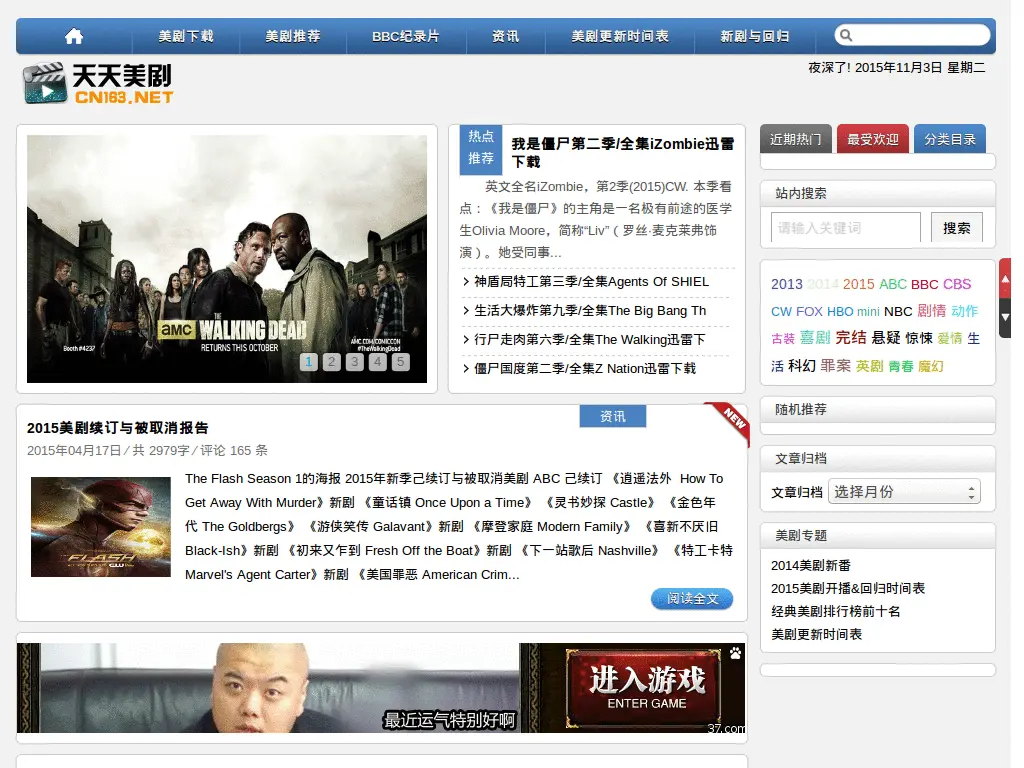 美剧下载 美剧推荐 BBC纪录片 资讯 美剧更新时间表 新剧与回归
天天美剧
CN163.NET
夜深了! 2015年11月3日 星期二
Booth #4237
amc THE WALKING DEAD
RETURNS THIS OCTOBER
AMC.COM/COMICCON
#TheWalkingDead
1 2 3 4 5
热点
推荐
我是僵尸第二季/全集iZombie迅雷
下载
英文全名iZombie，第2季(2015)CW. 本季看
点：《我是僵尸》的主角是一名极有前途的医学
生Olivia Moore，简称“Liv”（罗丝·麦克莱弗饰
演）。她受同事...
神盾局特工第三季/全集Agents Of SHIEL
生活大爆炸第九季/全集The Big Bang Th
行尸走肉第六季/全集The Walking迅雷下
僵尸国度第二季/全集Z Nation迅雷下载
近期热门 最受欢迎 分类目录
站内搜索
请输入关键词 搜索
2013 2014 2015 ABC BBC CBS
CW FOX HBO mini NBC 剧情 动作
古装 喜剧 完结 悬疑 惊悚 爱情 生
活 科幻 罪案 英剧 青春 魔幻
随机推荐
文章归档
文章归档 选择月份
美剧专题
2014美剧新番
2015美剧开播&回归时间表
经典美剧排行榜前十名
美剧更新时间表
资讯
NEW
2015美剧续订与被取消报告
2015年04月17日 ⁄ 共 2979字 ⁄ 评论 165 条
FLASH
CW
The Flash Season 1的海报 2015年新季己续订与被取消美剧 ABC 己续订 《逍遥法外 How To
Get Away With Murder》新剧 《童话镇 Once Upon a Time》 《灵书妙探 Castle》 《金色年
代 The Goldbergs》 《游侠笑传 Galavant》新剧 《摩登家庭 Modern Family》 《喜新不厌旧
Black-Ish》新剧 《初来又乍到 Fresh Off the Boat》新剧 《下一站歌后 Nashville》 《特工卡特
Marvel's Agent Carter》新剧 《美国罪恶 American Crim...
阅读全文
最近运气特别好啊
进入游戏
ENTER GAME
37.com